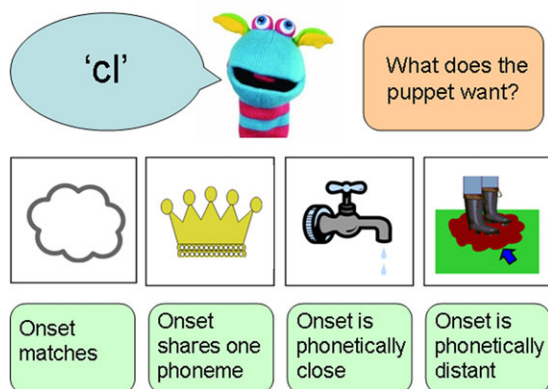 ‘cl’
What does the
puppet want?
Onset
matches
Onset
shares one
phoneme
Onset is
phonetically
close
Onset is
phonetically
distant